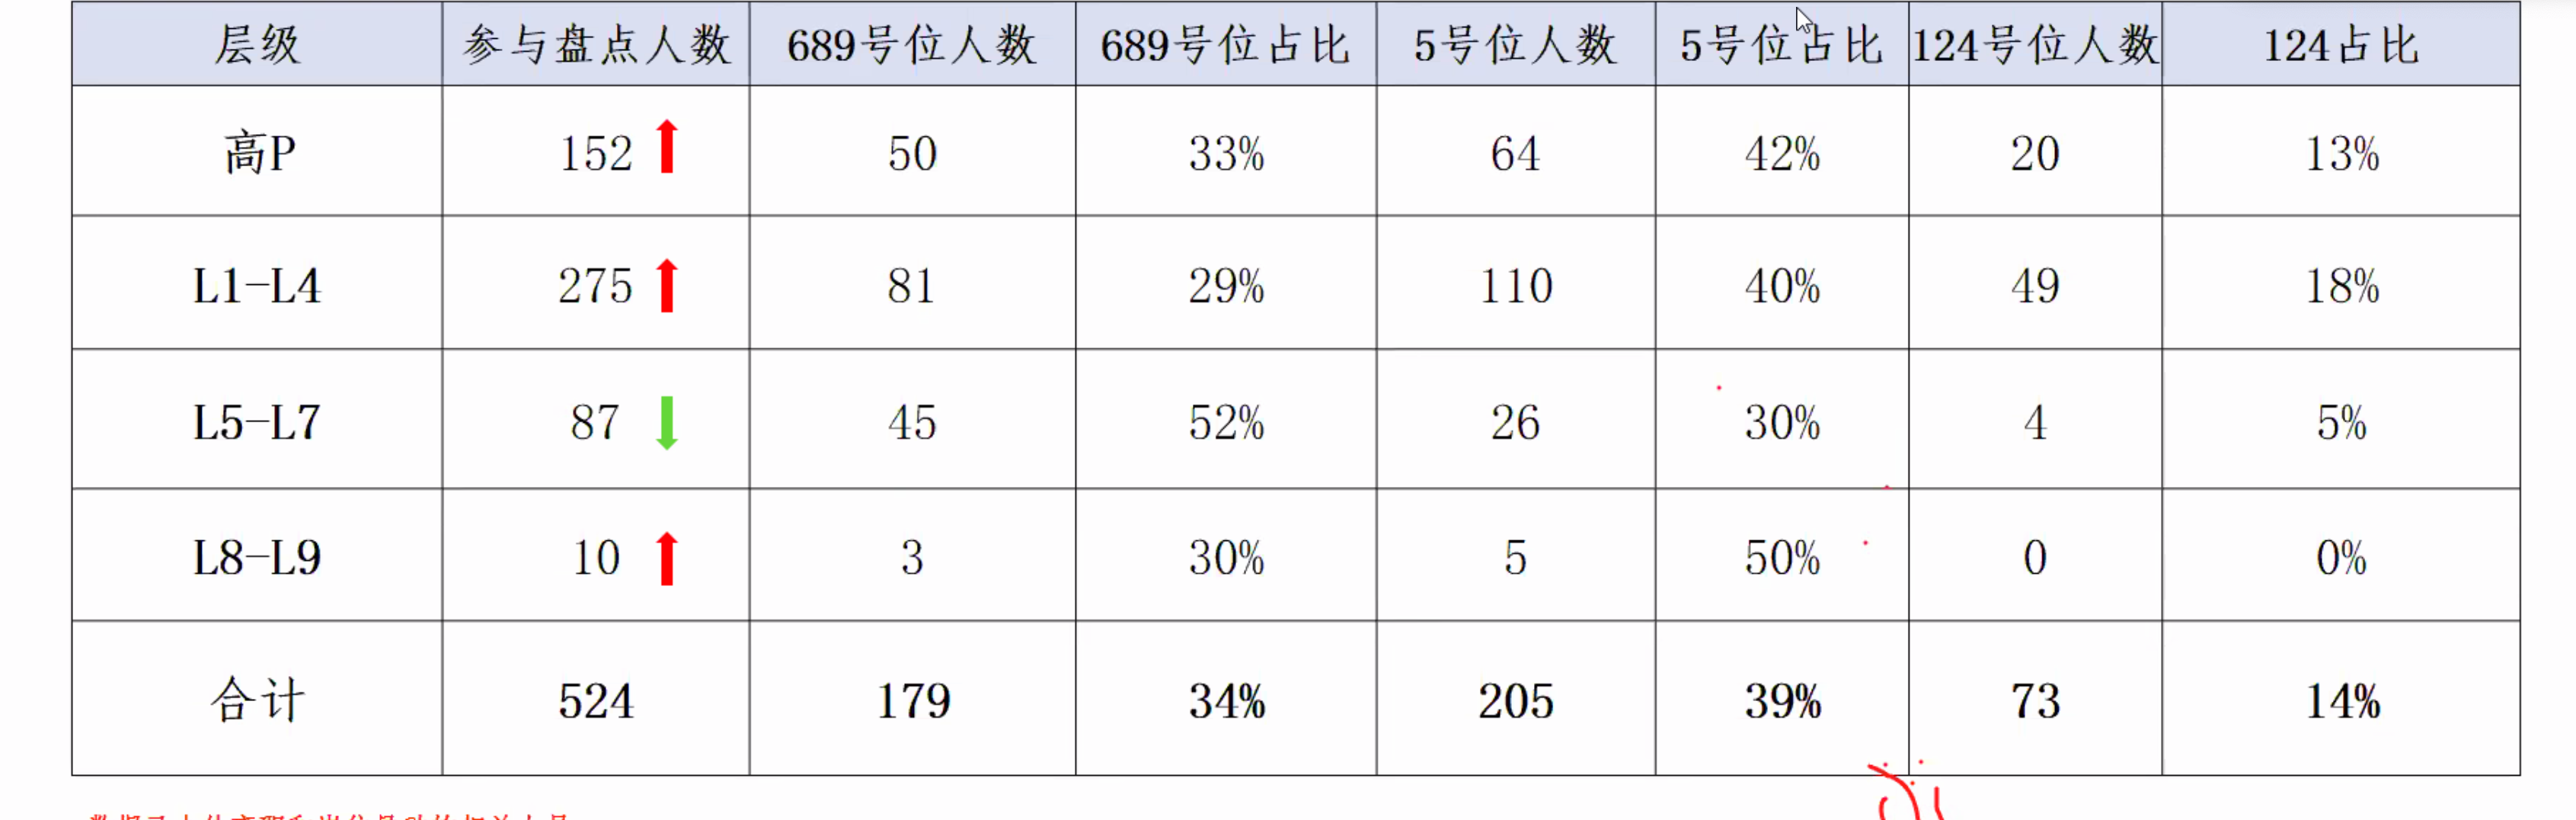 层级 参与盘点人数 689号位人数 689号位占比 5号位人数 5号位占比 124号位人数 124占比
高P 152 50 33% 64 42% 20 13%
L1-L4 275 81 29% 110 40% 49 18%
L5-L7 87 45 52% 26 30% 4 5%
L8-L9 10 3 30% 5 50% 0 0%
合计 524 179 34% 205 39% 73 14%